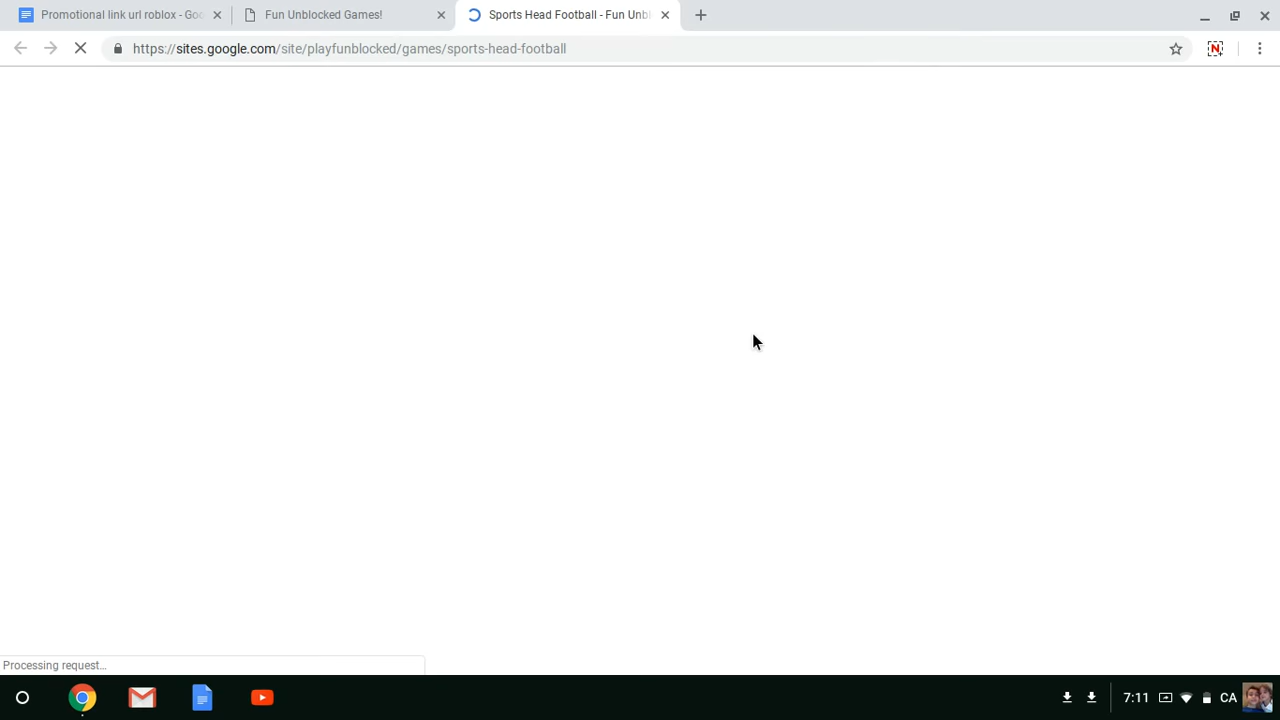 Promotional link url roblox - Goo
Fun Unblocked Games!
Sports Head Football - Fun Unbl
https://sites.google.com/site/playfunblocked/games/sports-head-football
N
Processing request...
7:11
CA